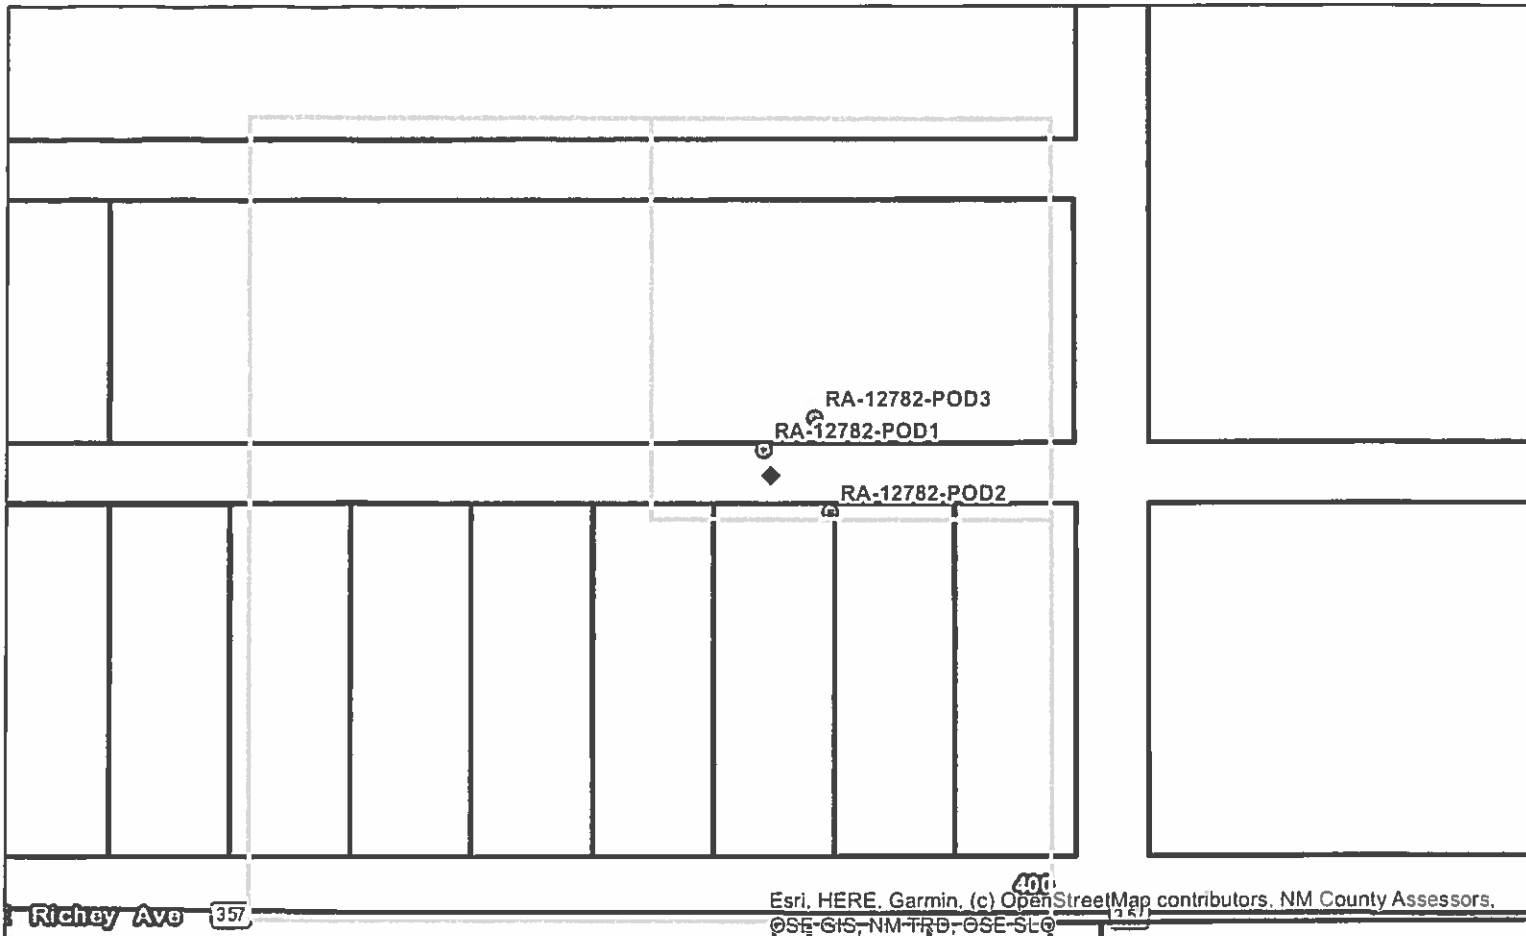 RA-12782-POD3
RA-12782-POD1
RA-12782-POD2
400
Esri, HERE, Garmin, (c) OpenStreetMap contributors, NM County Assessors,
Richey Ave 357
357
OSE GIS, NM TRD, OSE SLO